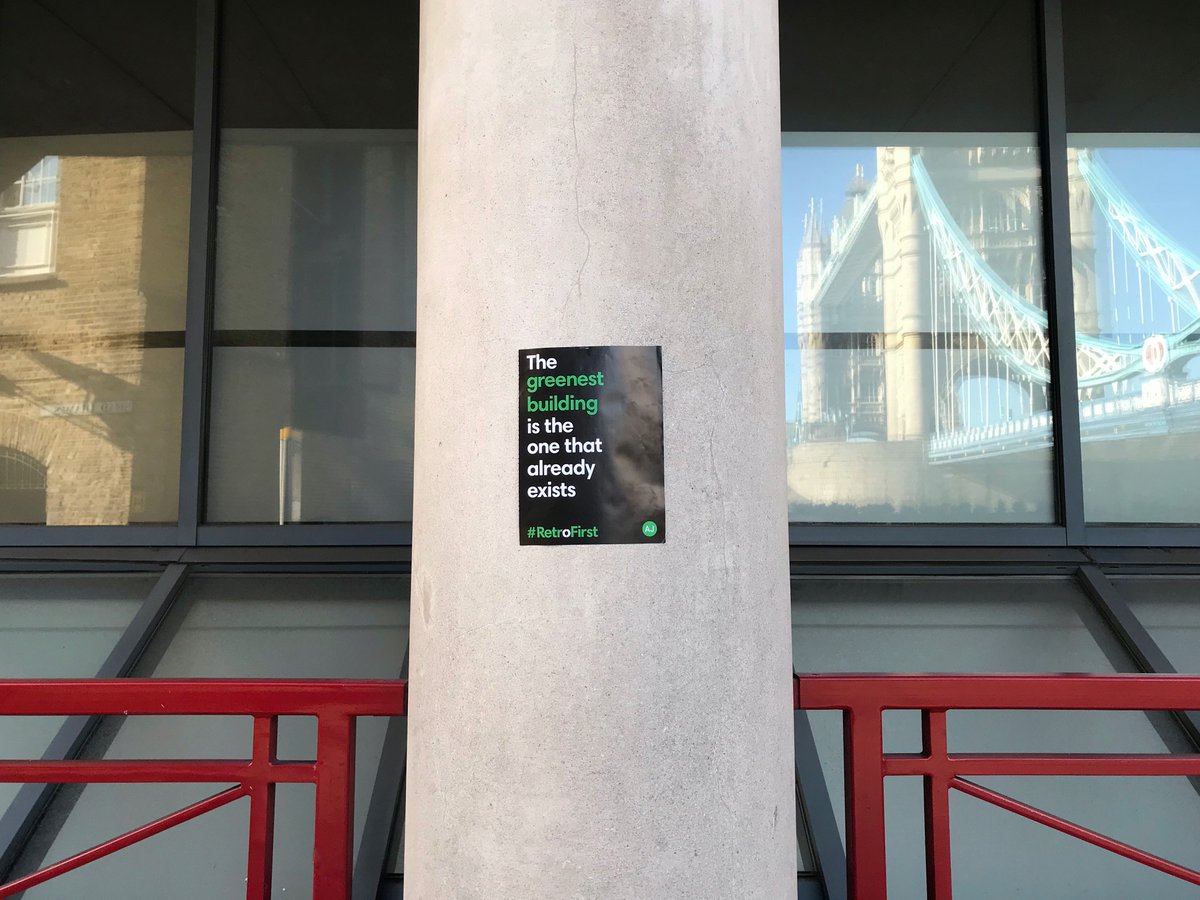 The
greenest
building
is the
one that
already
exists
#RetroFirst
AJ